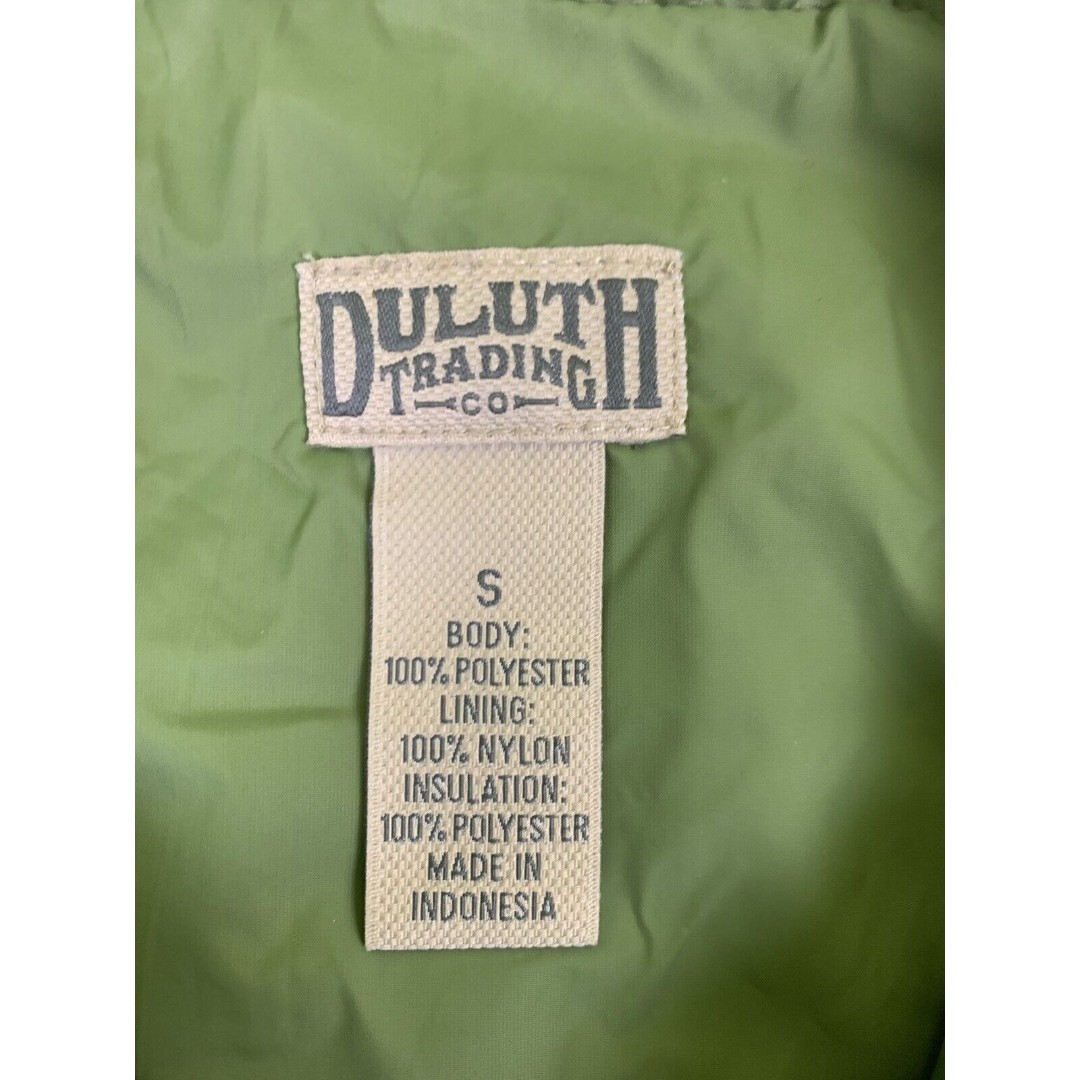 DULUTH
TRADING
CO
S
BODY:
100% POLYESTER
LINING:
100% NYLON
INSULATION:
100% POLYESTER
MADE IN
INDONESIA